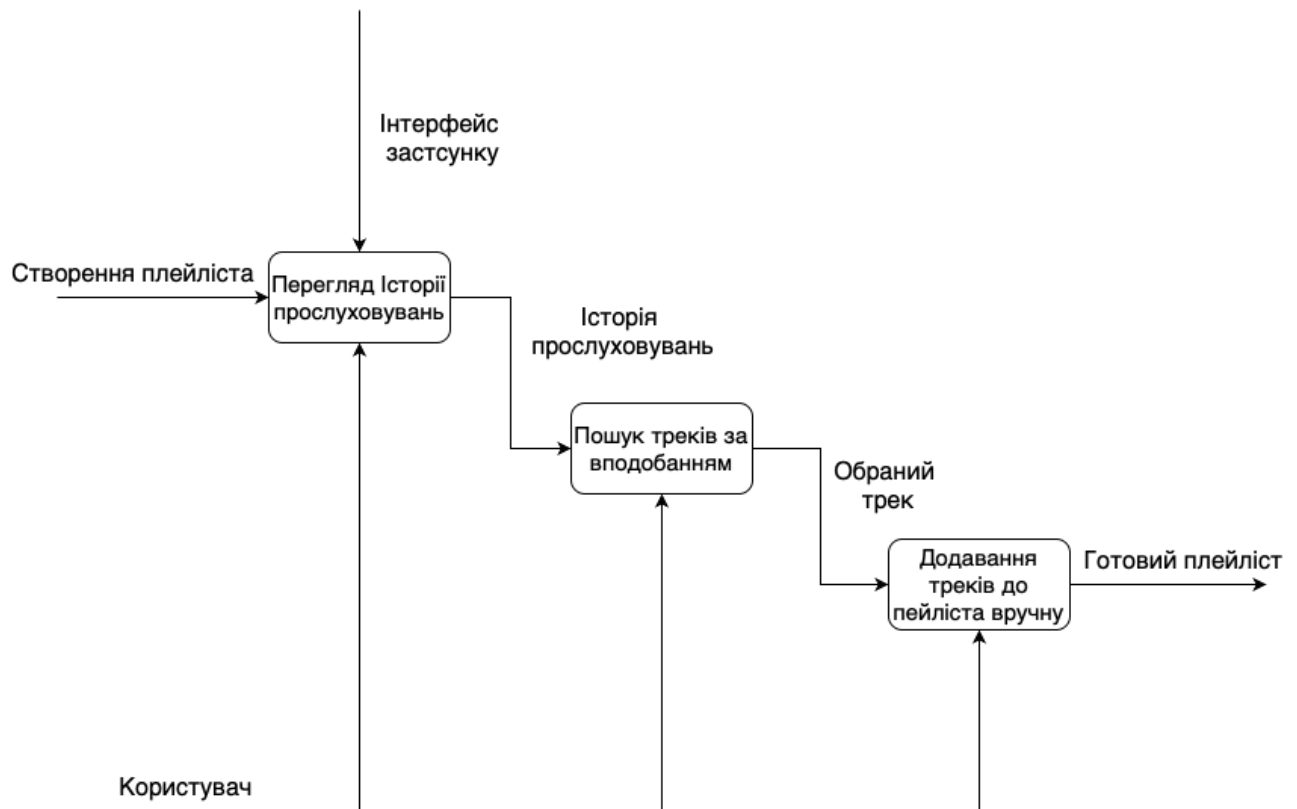 Інтерфейс
застсунку
Створення плейліста
Перегляд Історії
прослуховувань
Історія
прослуховувань
Пошук треків за
вподобанням
Обраний
трек
Додавання
треків до
пейліста вручну
Готовий плейліст
Користувач